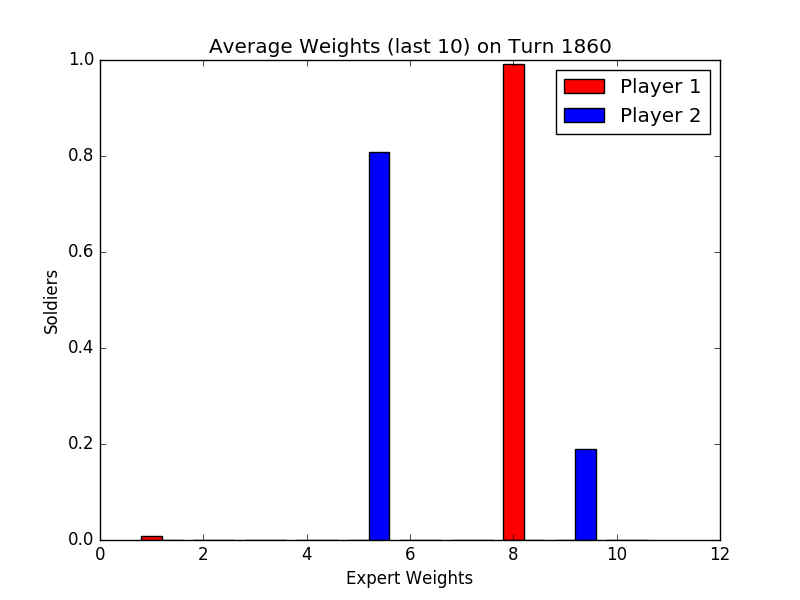 Average Weights (last 10) on Turn 1860
1.0
0.8
0.6
0.4
0.2
0.0
Soldiers
Player 1
Player 2
0 2 4 6 8 10 12
Expert Weights